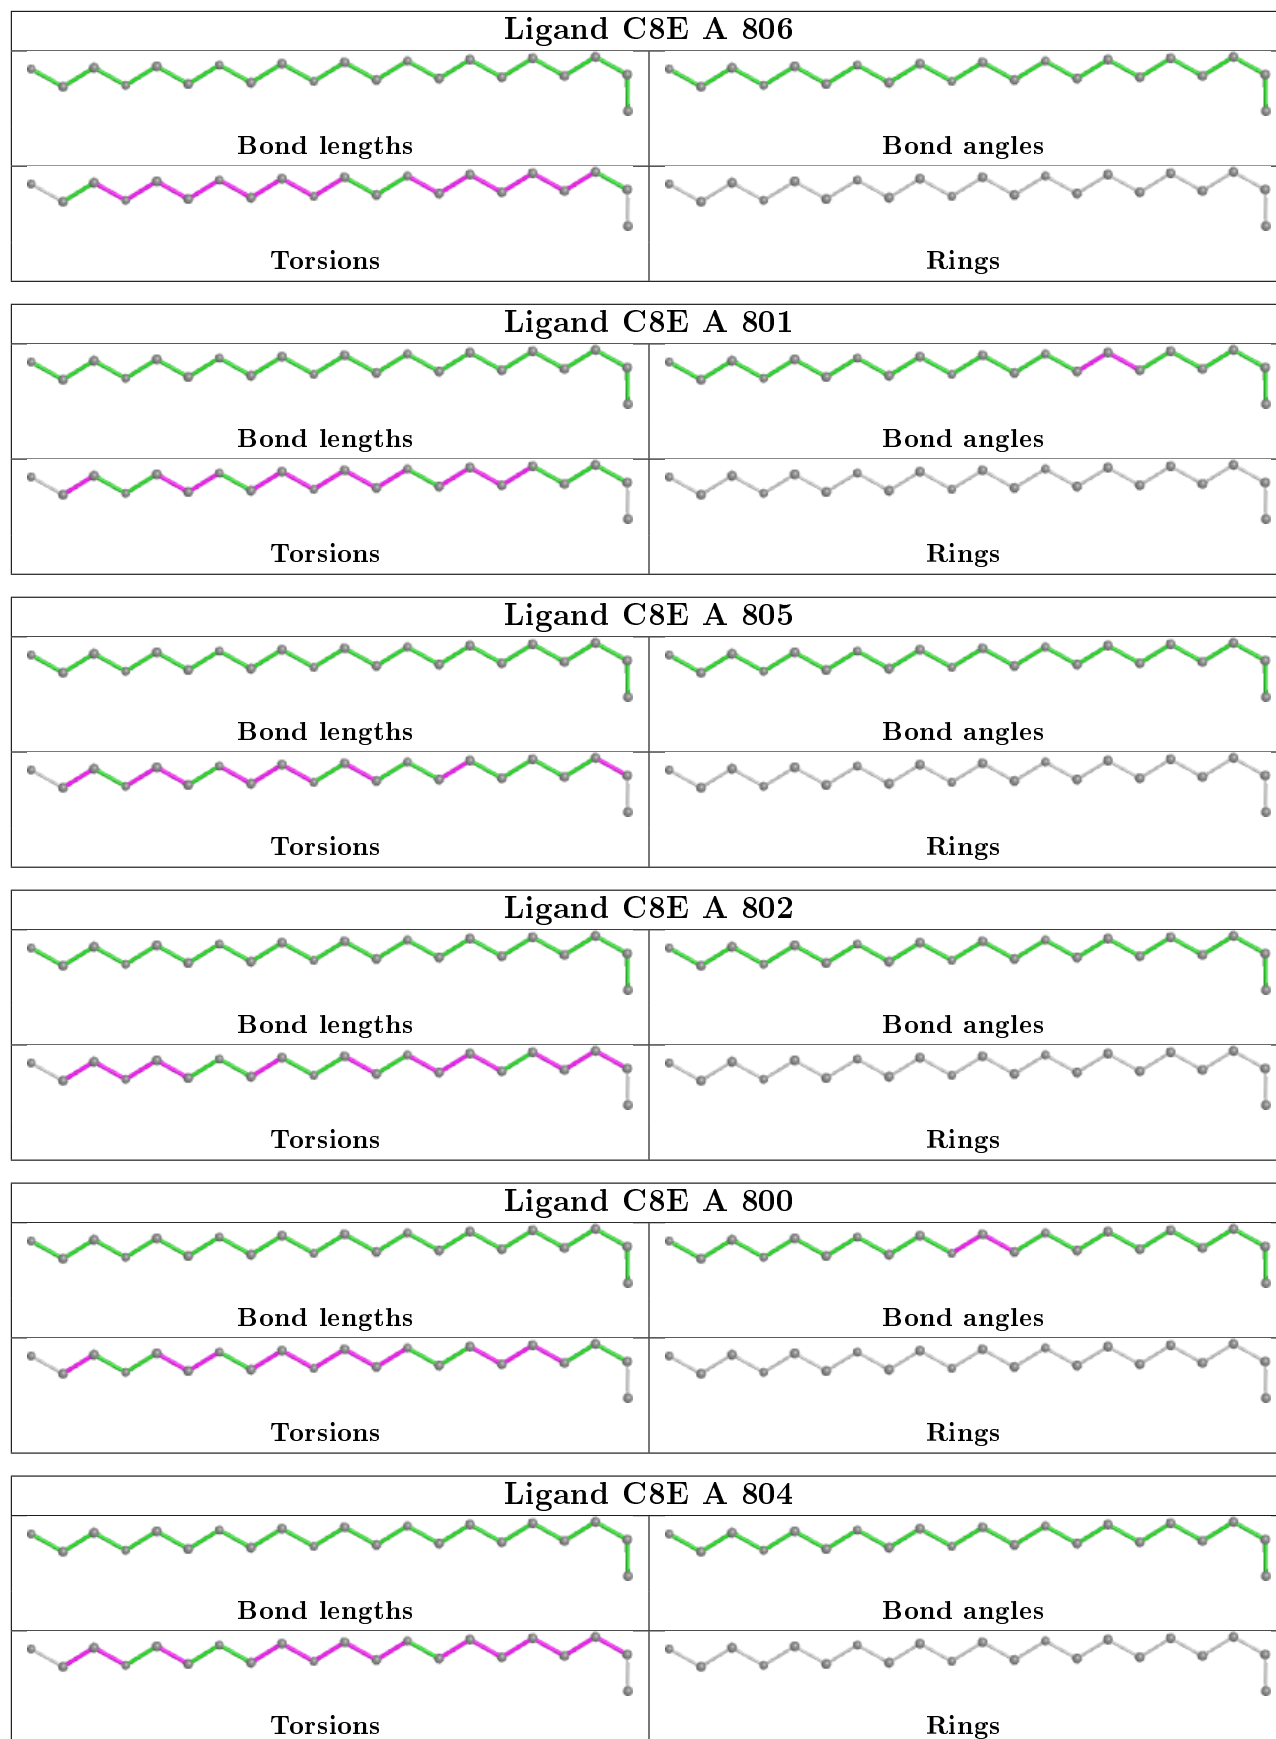 Ligand C8E A 806
Bond lengths
Bond angles
Torsions
Rings
Ligand C8E A 801
Bond lengths
Bond angles
Torsions
Rings
Ligand C8E A 805
Bond lengths
Bond angles
Torsions
Rings
Ligand C8E A 802
Bond lengths
Bond angles
Torsions
Rings
Ligand C8E A 800
Bond lengths
Bond angles
Torsions
Rings
Ligand C8E A 804
Bond lengths
Bond angles
Torsions
Rings